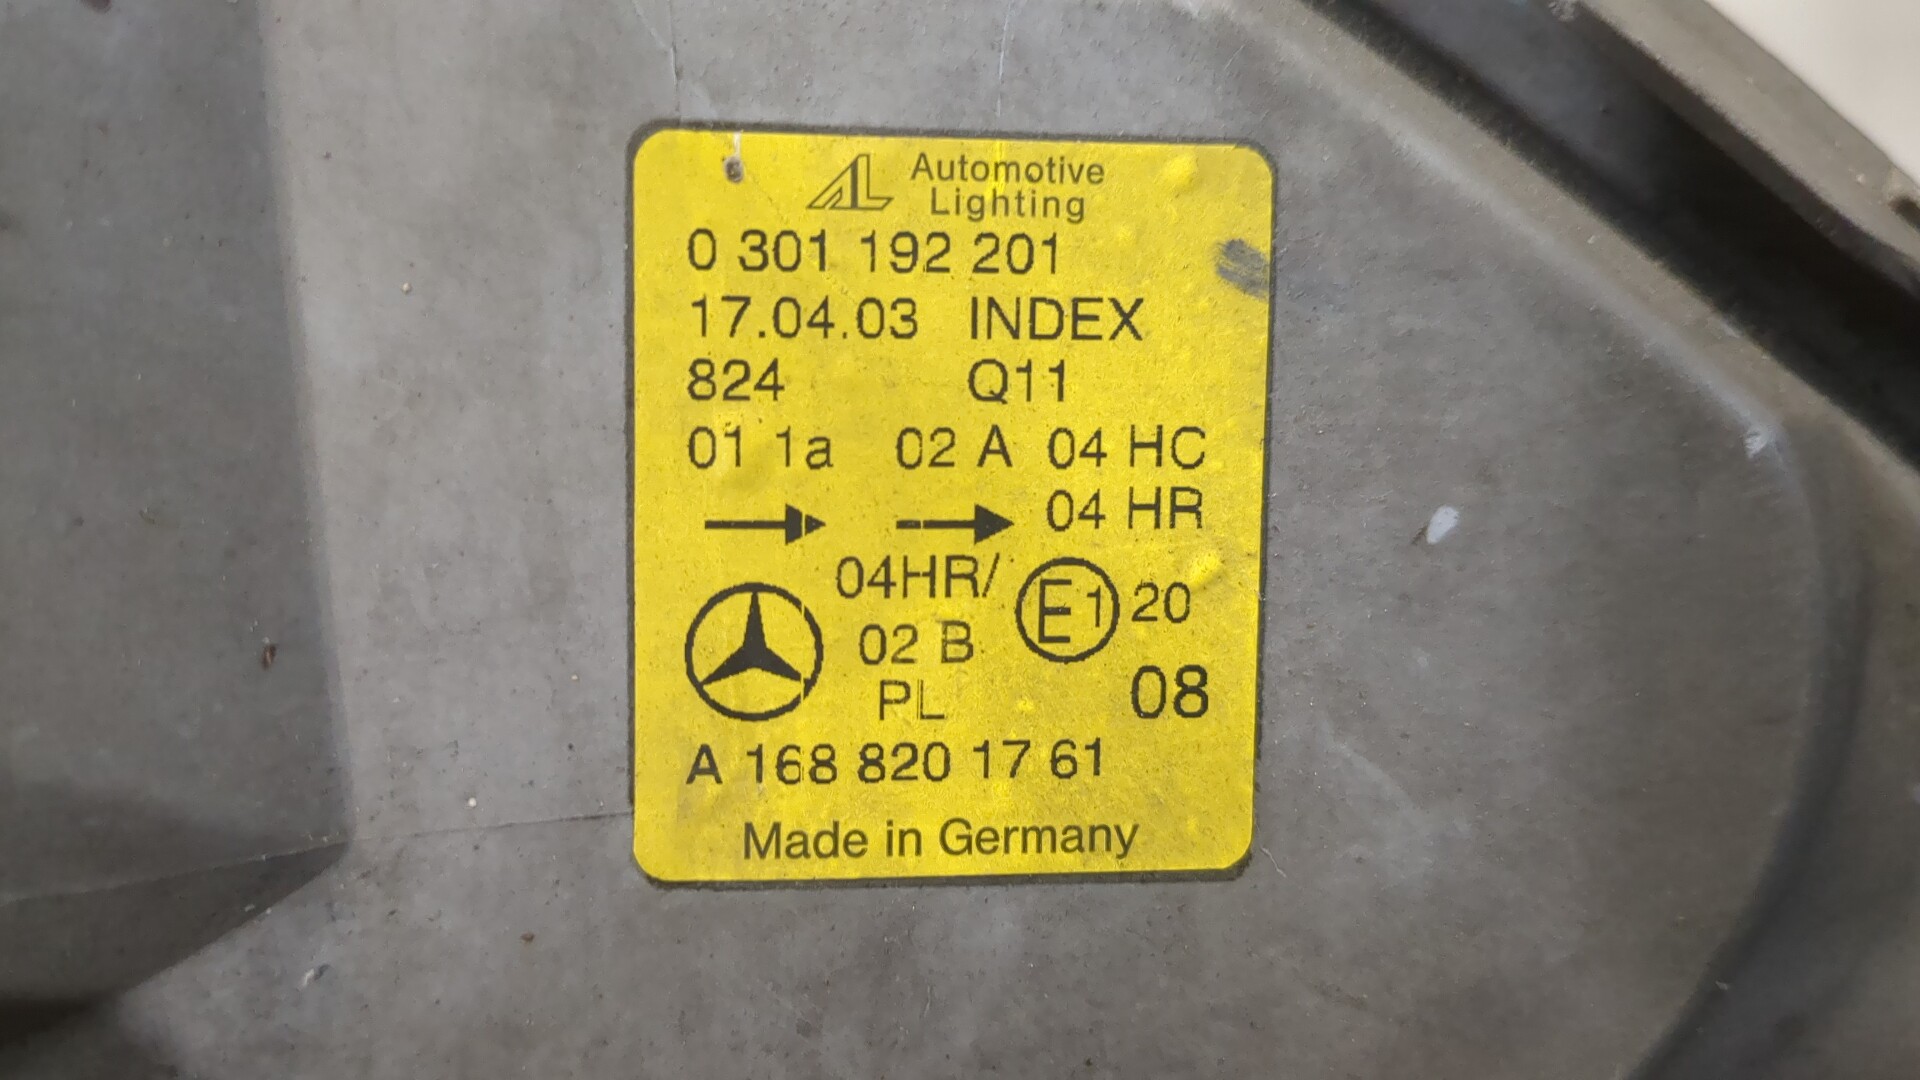 AL Automotive
Lighting
0 301 192 201
17.04.03 INDEX
824 Q11
01 1a 02 A 04 HC
04 HR
04HR/ E1 20
02 B
PL 08
A 168 820 17 61
Made in Germany